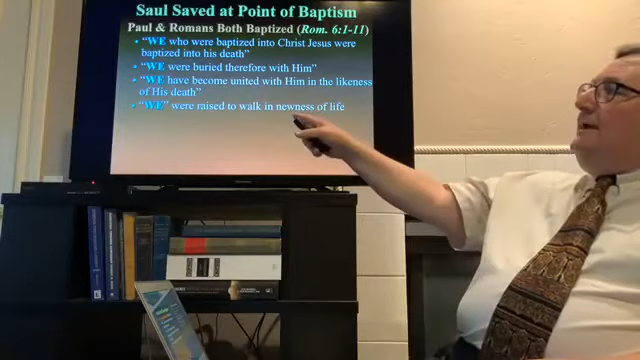 Saul Saved at Point of Baptism
Paul & Romans Both Baptized (Rom. 6:1-11)
• “WE who were baptized into Christ Jesus were
baptized into his death”
• “WE were buried therefore with Him”
• “WE have become united with Him in the likeness
of His death”
• “WE” were raised to walk in newness of life